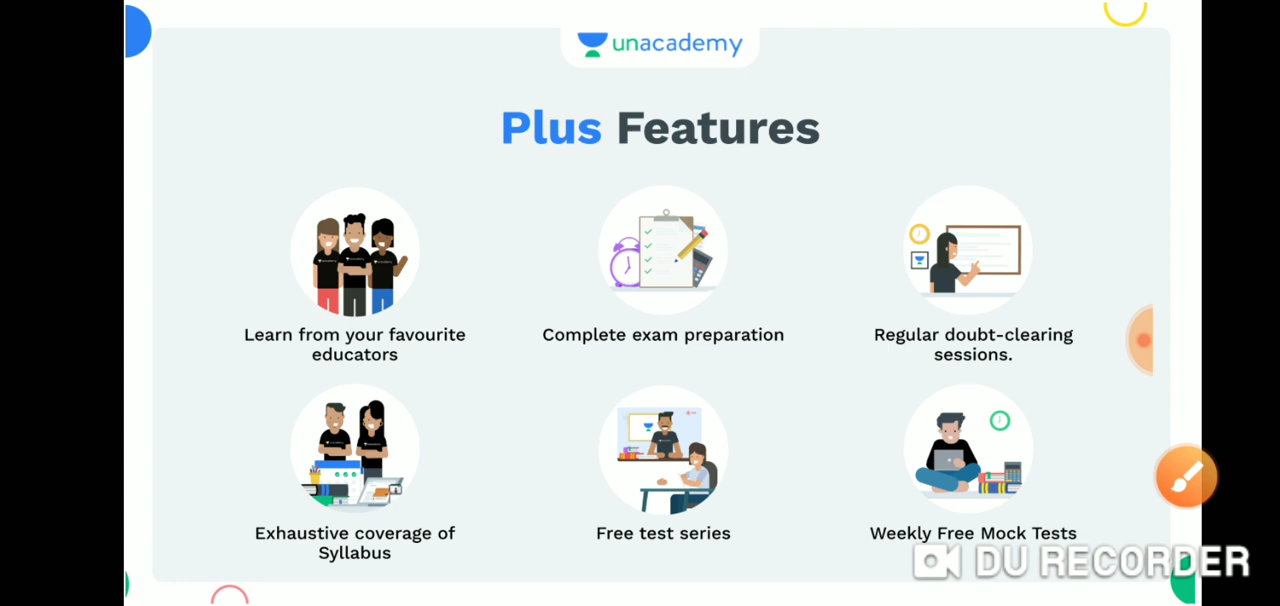 unacademy
Plus Features
Learn from your favourite
educators
Complete exam preparation
Regular doubt-clearing
sessions.
Exhaustive coverage of
Syllabus
Free test series
Weekly Free Mock Tests
DU RECORDER